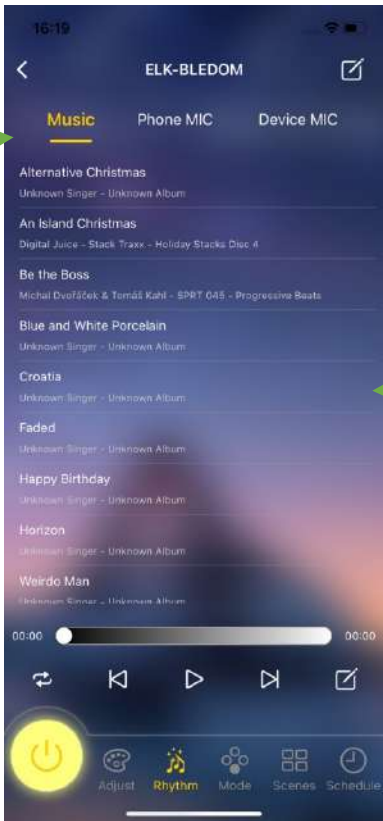 16:19
ELK-BLEDOM
Music Phone MIC Device MIC
Alternative Christmas
Unknown Singer - Unknown Album
An Island Christmas
Digital Juice - Stack Traxx - Holiday Stacks Disc 4
Be the Boss
Michal Dvořáček & Tomáš Kahl - SPRT 045 - Progressive Beats
Blue and White Porcelain
Unknown Singer - Unknown Album
Croatia
Unknown Singer - Unknown Album
Faded
Unknown Singer - Unknown Album
Happy Birthday
Unknown Singer - Unknown Album
Horizon
Unknown Singer - Unknown Album
Weirdo Man
Unknown Singer - Unknown Album
00:00 00:00
Adjust Rhythm Mode Scenes Schedule